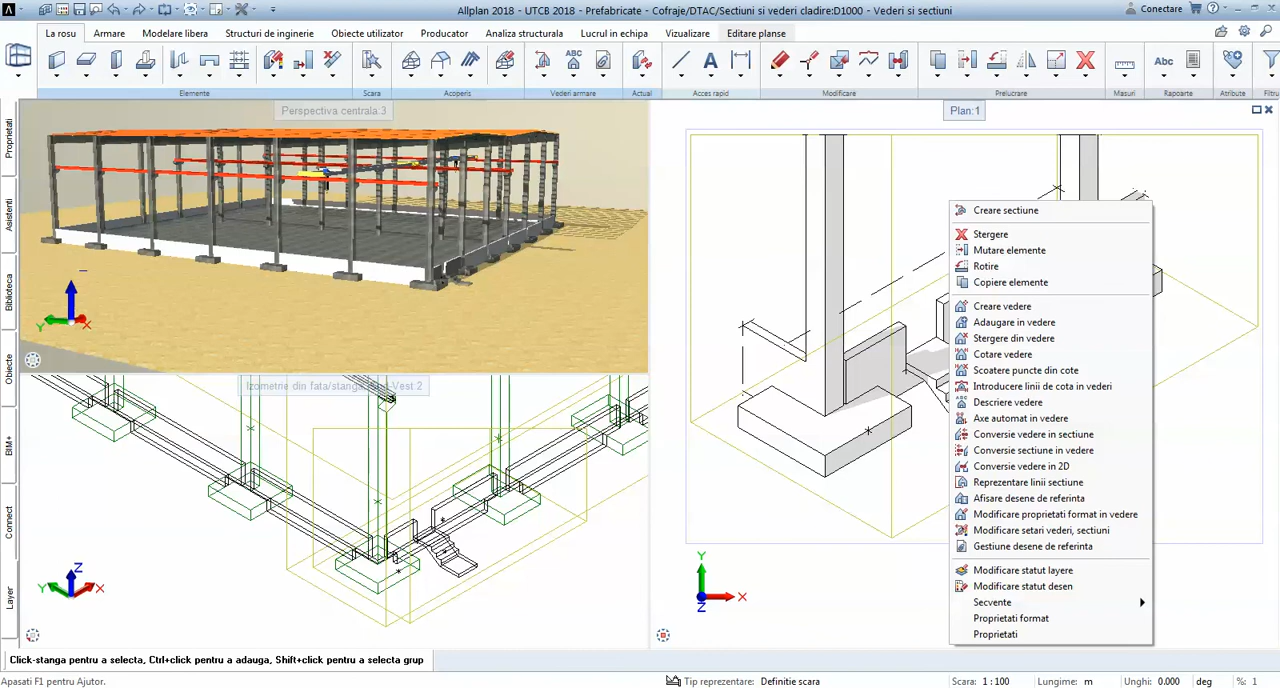 Allplan 2018 - UTCB 2018 - Prefabricate - Cofraje/DTAC/Sectiuni si vederi cladire:D1000 - Vederi si sectiuni
Conectare
La rosu
Armare
Modelare libera
Structuri de inginerie
Obiecte utilizator
Producator
Analiza structurala
Lucrul in echipa
Vizualizare
Editare planse
ABC
A
Abc
Elemente
Scara
Acoperis
Vederi armare
Actual
Acces rapid
Modificare
Prelucrare
Masuri
Rapoarte
Atribute
Filtru
Proprietati
Asistenti
Biblioteca
Obiecte
BIM+
Connect
Layer
Perspectiva centrala:3
Y
X
Plan:1
Y
X
Z
Creare sectiune
Stergere
Mutare elemente
Rotire
Copiere elemente
Creare vedere
Adaugare in vedere
Stergere din vedere
Cotare vedere
Scoatere puncte din cote
Introducere linii de cota in vederi
Descriere vedere
Axe automat in vedere
Conversie vedere in sectiune
Conversie sectiune in vedere
Conversie vedere in 2D
Reprezentare linii sectiune
Afisare desene de referinta
Modificare proprietati format in vedere
Modificare setari vederi, sectiuni
Gestiune desene de referinta
Modificare statut layere
Modificare statut desen
Secvente
Proprietati format
Proprietati
Z
Y
X
Click-stanga pentru a selecta, Ctrl+click pentru a adauga, Shift+click pentru a selecta grup
Apasati F1 pentru Ajutor.
Tip reprezentare: Definitie scara
Scara: 1 : 100
Lungime: m
Unghi: 0.000
deg
%: 1